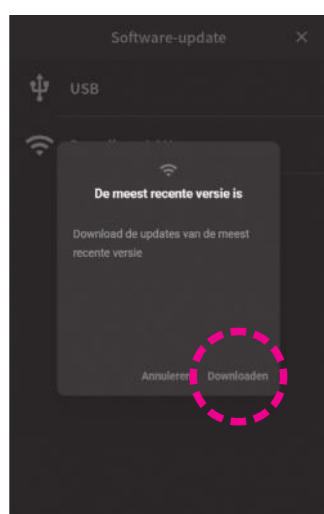 Software-update
USB
De meest recente versie is
Download de updates van de meest
recente versie
Annuleren Downloaden